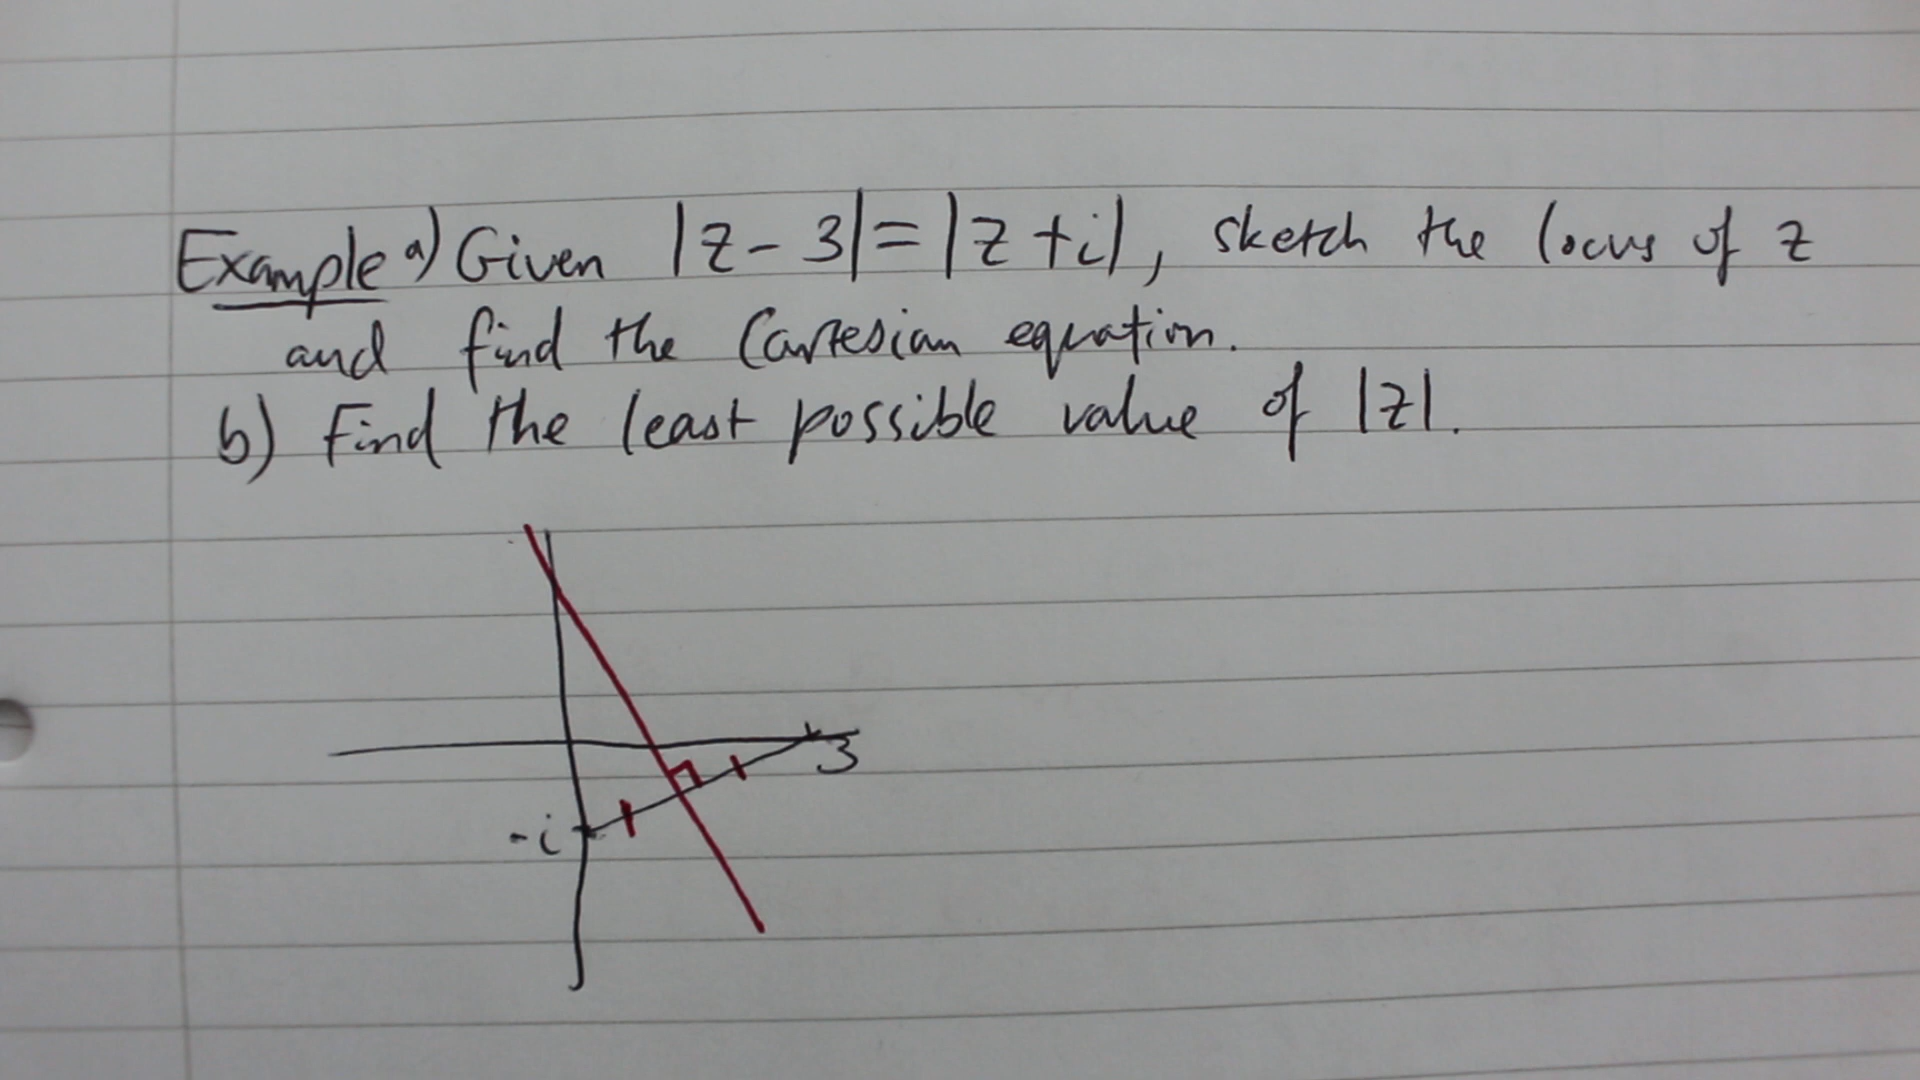 Example a) Given |z - 3| = |z + i|, sketch the locus of z
and find the Cartesian equation.
b) Find the least possible value of |z|.
3
-i